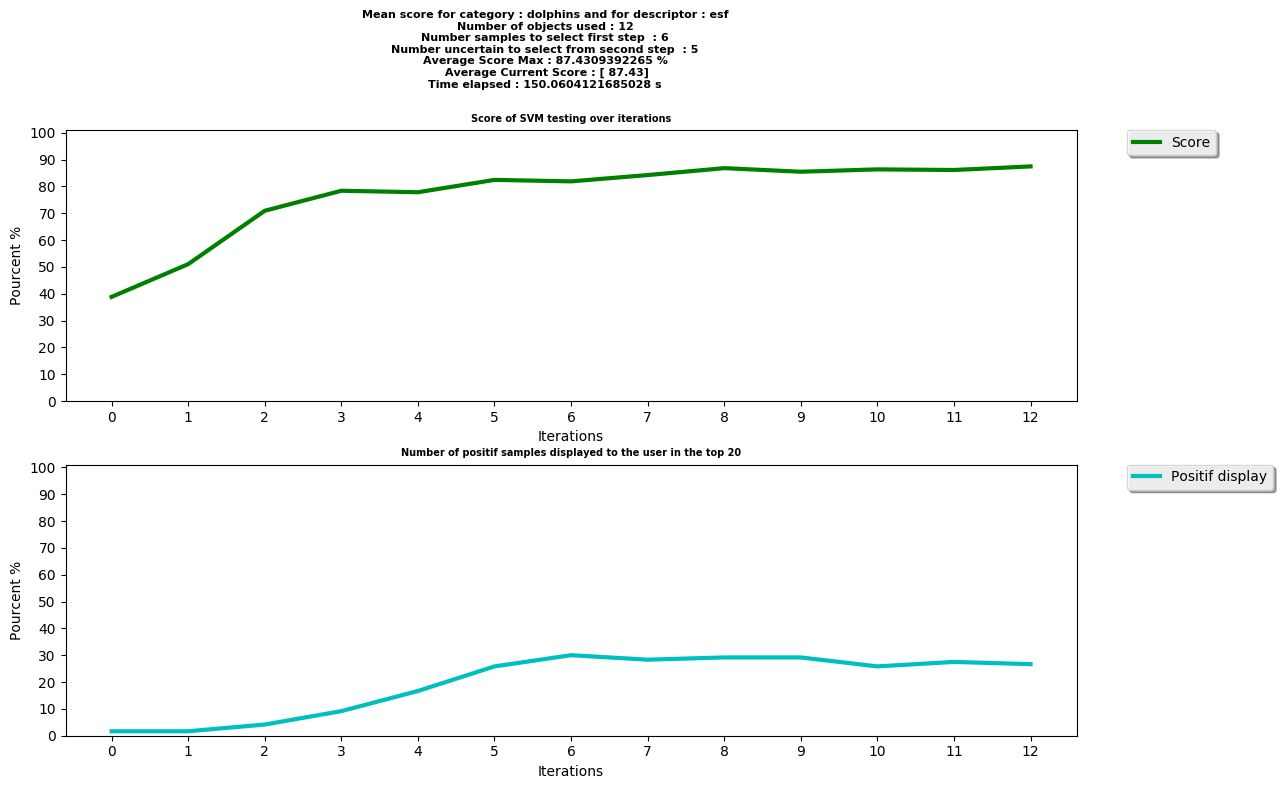 Mean score for category : dolphins and for descriptor : esf
Number of objects used : 12
Number samples to select first step  : 6
Number uncertain to select from second step  : 5
Average Score Max : 87.4309392265 %
Average Current Score : [ 87.43]
Time elapsed : 150.0604121685028 s
Score of SVM testing over iterations
100
90
80
70
60
50
40
30
20
10
0
Pourcent %
0 1 2 3 4 5 6 7 8 9 10 11 12
Iterations
Score
Number of positif samples displayed to the user in the top 20
100
90
80
70
60
50
40
30
20
10
0
Pourcent %
0 1 2 3 4 5 6 7 8 9 10 11 12
Iterations
Positif display